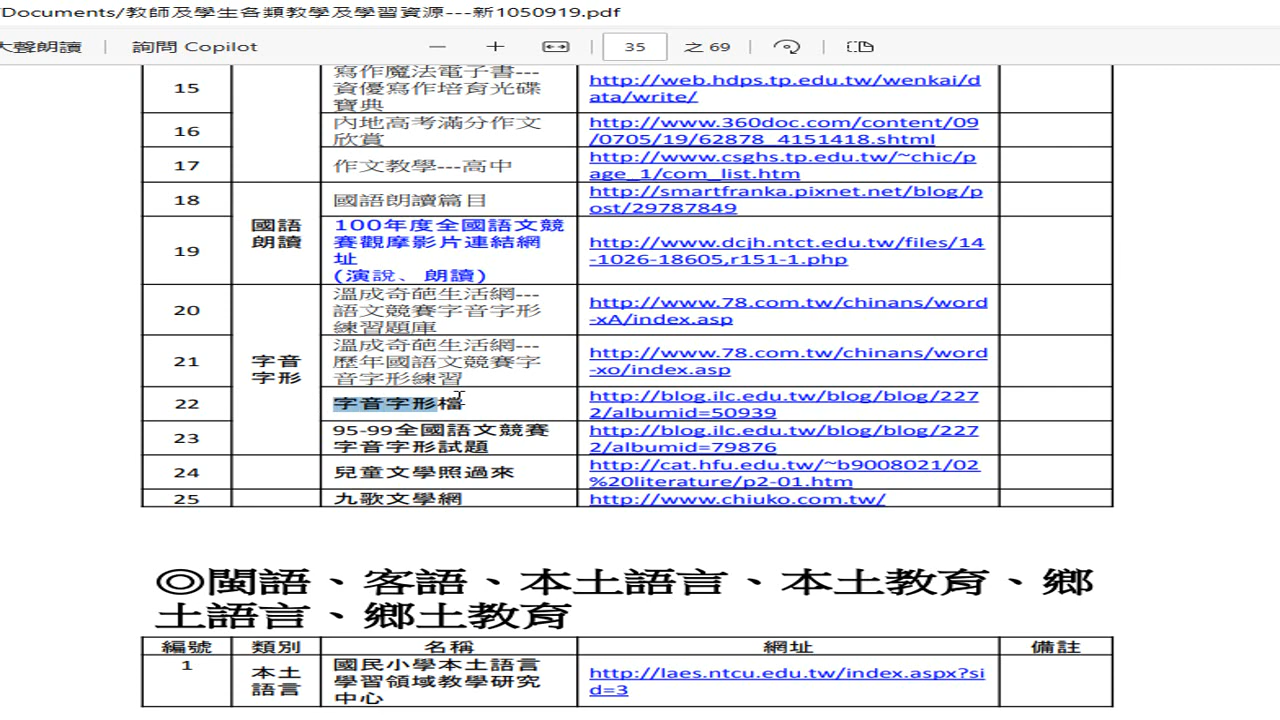 Documents/教師及學生各類教學及學習資源---新1050919.pdf
大聲朗讀 詢問 Copilot 35 之 69
15
寫作魔法電子書---
資優寫作培育光碟
寶典
http://web.hdps.tp.edu.tw/wenkai/d
ata/write/
16
內地高考滿分作文
欣賞
http://www.360doc.com/content/09
/0705/19/62878_4151418.shtml
17
作文教學---高中
http://www.csghs.tp.edu.tw/~chic/p
age_1/com_list.htm
國語
朗讀
18
國語朗讀篇目
http://smartfranka.pixnet.net/blog/p
ost/29787849
19
100年度全國語文競
賽觀摩影片連結網
址
(演說、 朗讀)
http://www.dcjh.ntct.edu.tw/files/14
-1026-18605,r151-1.php
字音
字形
20
溫成奇葩生活網---
語文競賽字音字形
練習題庫
http://www.78.com.tw/chinans/word
-xA/index.asp
21
溫成奇葩生活網---
歷年國語文競賽字
音字形練習
http://www.78.com.tw/chinans/word
-xo/index.asp
22
字音字形檔
http://blog.ilc.edu.tw/blog/blog/227
2/albumid=50939
23
95-99全國語文競賽
字音字形試題
http://blog.ilc.edu.tw/blog/blog/227
2/albumid=79876
24
兒童文學照過來
http://cat.hfu.edu.tw/~b9008021/02
%20literature/p2-01.htm
25
九歌文學網
http://www.chiuko.com.tw/
◎閩語、客語、本土語言、本土教育、鄉
土語言、鄉土教育
編號 類別 名稱 網址 備註
1
本土
語言
國民小學本土語言
學習領域教學研究
中心
http://laes.ntcu.edu.tw/index.aspx?si
d=3